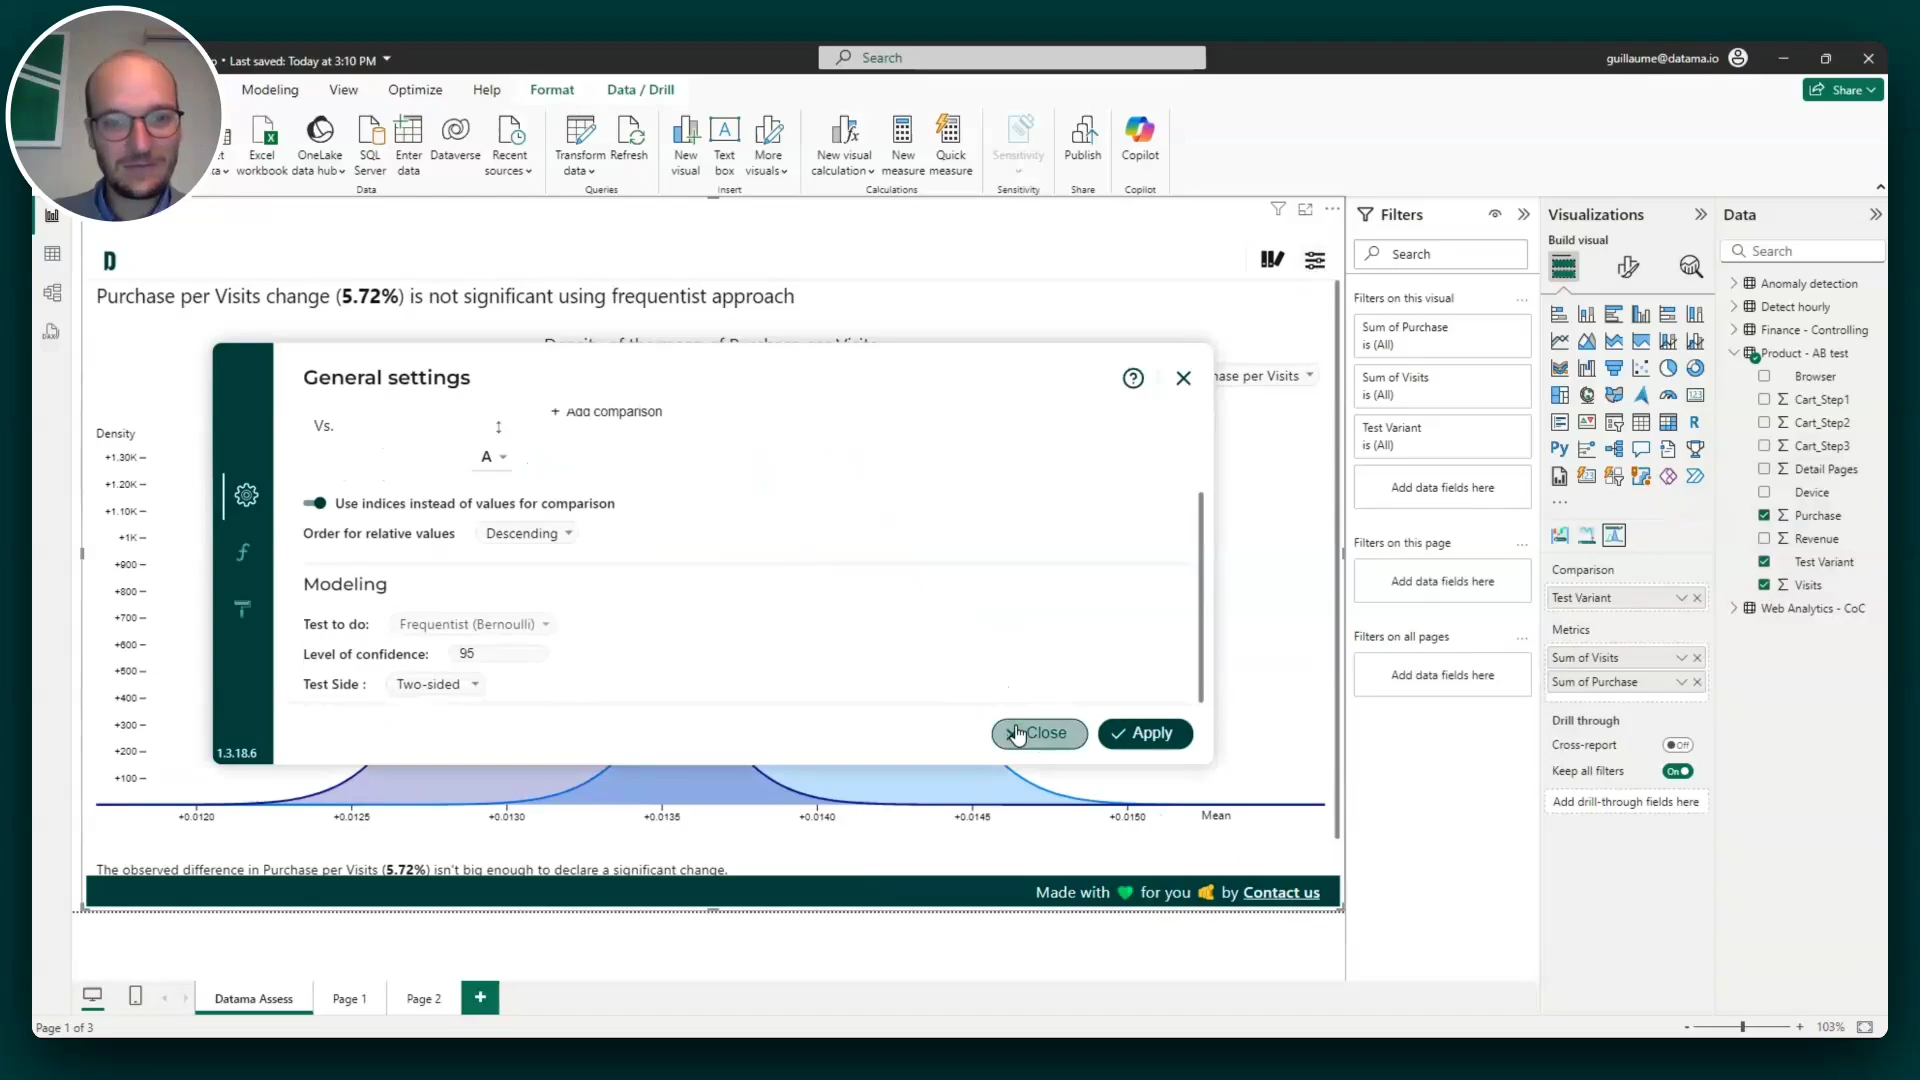 • Last saved: Today at 3:10 PM
Search
guillaume@datama.io
Modeling
View
Optimize
Help
Format
Data / Drill
Share
Excel
workbook
OneLake
data hub
SQL
Server
Enter
data
Dataverse
Recent
sources
Data
Transform
data
Refresh
Queries
New
visual
Text
box
More
visuals
Insert
New visual
calculation
New
measure
Quick
measure
Calculations
Sensitivity
Sensitivity
Publish
Share
Copilot
Copilot
Purchase per Visits change (5.72%) is not significant using frequentist approach
General settings
Vs.
+ Add comparison
A
Use indices instead of values for comparison
Order for relative values
Descending
Modeling
Test to do:
Frequentist (Bernoulli)
Level of confidence:
95
Test Side :
Two-sided
Close
Apply
1.3.18.6
Density
+1.30K
+1.20K
+1.10K
+1K
+900
+800
+700
+600
+500
+400
+300
+200
+100
+0.0120
+0.0125
+0.0130
+0.0135
+0.0140
+0.0145
+0.0150
Mean
The observed difference in Purchase per Visits (5.72%) isn't big enough to declare a significant change.
Made with 💚 for you 🤙 by Contact us
Datama Assess
Page 1
Page 2
+
Page 1 of 3
- + 103%
Filters
Search
Filters on this visual
Sum of Purchase
is (All)
Sum of Visits
is (All)
Test Variant
is (All)
Add data fields here
Filters on this page
Add data fields here
Filters on all pages
Add data fields here
Visualizations
Build visual
R
Py
Comparison
Test Variant
Metrics
Sum of Visits
Sum of Purchase
Drill through
Cross-report
Off
Keep all filters
On
Add drill-through fields here
Data
Search
Anomaly detection
Detect hourly
Finance - Controlling
Product - AB test
Browser
Cart_Step1
Cart_Step2
Cart_Step3
Detail Pages
Device
Purchase
Revenue
Test Variant
Visits
Web Analytics - CoC